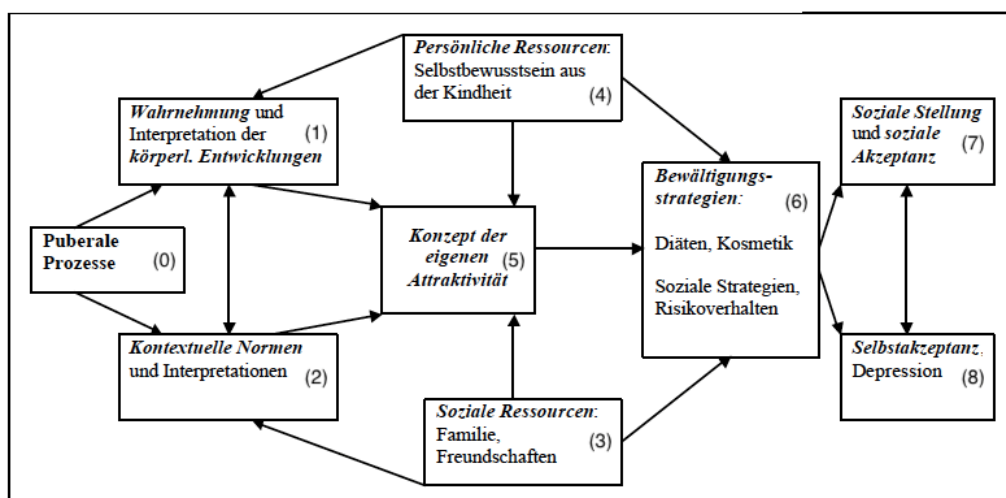 Persönliche Ressourcen:
Selbstbewusstsein aus
der Kindheit
(4)
Wahrnehmung und
Interpretation der
körperl. Entwicklungen
(1)
Soziale Stellung
und soziale
Akzeptanz
(7)
Bewältigungs-
strategien:
(6)
Diäten, Kosmetik
Soziale Strategien,
Risikoverhalten
Puberale
Prozesse
(0)
Konzept der
eigenen
Attraktivität
(5)
Kontextuelle Normen
und Interpretationen
(2)
Selbstakzeptanz,
Depression
(8)
Soziale Ressourcen:
Familie,
Freundschaften
(3)